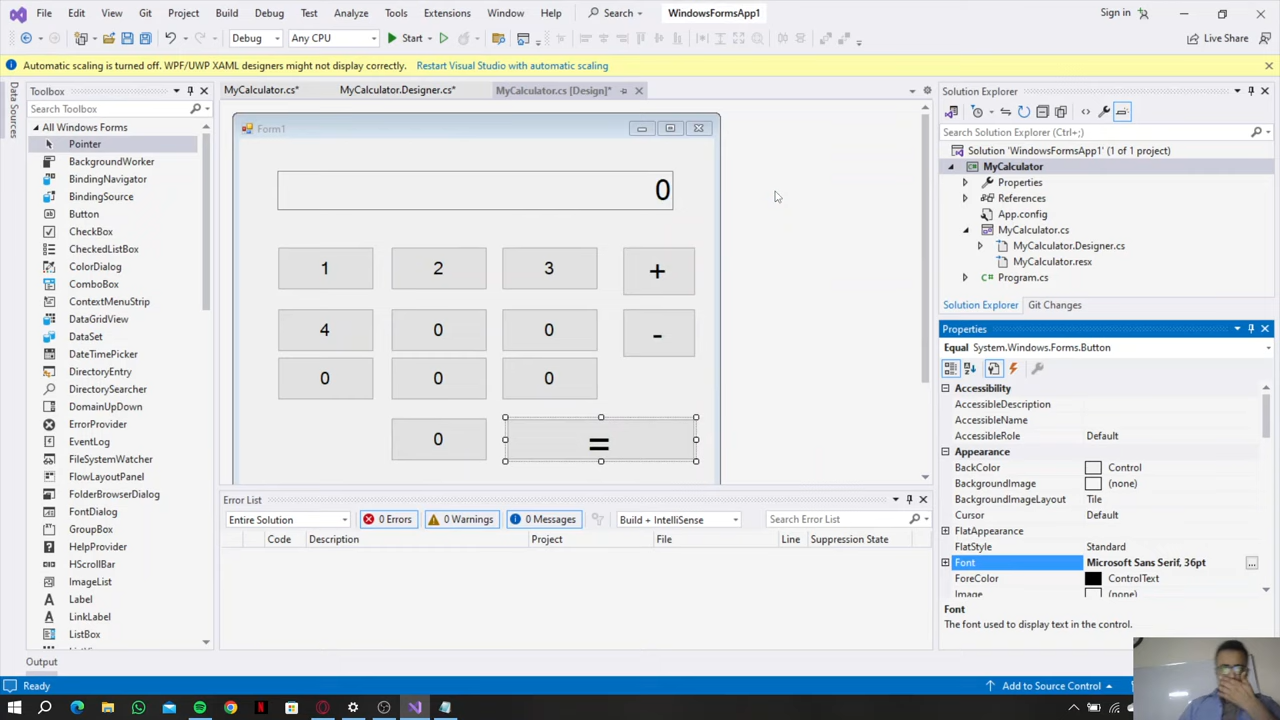 File Edit View Git Project Build Debug Test Analyze Tools Extensions Window Help Search WindowsFormsApp1 Sign in
Debug Any CPU Start Live Share
Automatic scaling is turned off. WPF/UWP XAML designers might not display correctly. Restart Visual Studio with automatic scaling
Data Sources
Toolbox
Search Toolbox
All Windows Forms
Pointer
BackgroundWorker
BindingNavigator
BindingSource
Button
CheckBox
CheckedListBox
ColorDialog
ComboBox
ContextMenuStrip
DataGridView
DataSet
DateTimePicker
DirectoryEntry
DirectorySearcher
DomainUpDown
ErrorProvider
EventLog
FileSystemWatcher
FlowLayoutPanel
FolderBrowserDialog
FontDialog
GroupBox
HelpProvider
HScrollBar
ImageList
Label
LinkLabel
ListBox
MyCalculator.cs* MyCalculator.Designer.cs* MyCalculator.cs [Design]*
Form1
0
1 2 3 +
4 0 0 -
0 0 0
0 =
Error List
Entire Solution 0 Errors 0 Warnings 0 Messages Build + IntelliSense Search Error List
Code Description Project File Line Suppression State
Solution Explorer
Search Solution Explorer (Ctrl+;)
Solution 'WindowsFormsApp1' (1 of 1 project)
MyCalculator
Properties
References
App.config
MyCalculator.cs
MyCalculator.Designer.cs
MyCalculator.resx
Program.cs
Solution Explorer Git Changes
Properties
Equal System.Windows.Forms.Button
Accessibility
AccessibleDescription
AccessibleName
AccessibleRole Default
Appearance
BackColor Control
BackgroundImage (none)
BackgroundImageLayout Tile
Cursor Default
FlatAppearance
FlatStyle Standard
Font Microsoft Sans Serif, 36pt
ForeColor ControlText
Image (none)
Font
The font used to display text in the control.
Output
Ready Add to Source Control